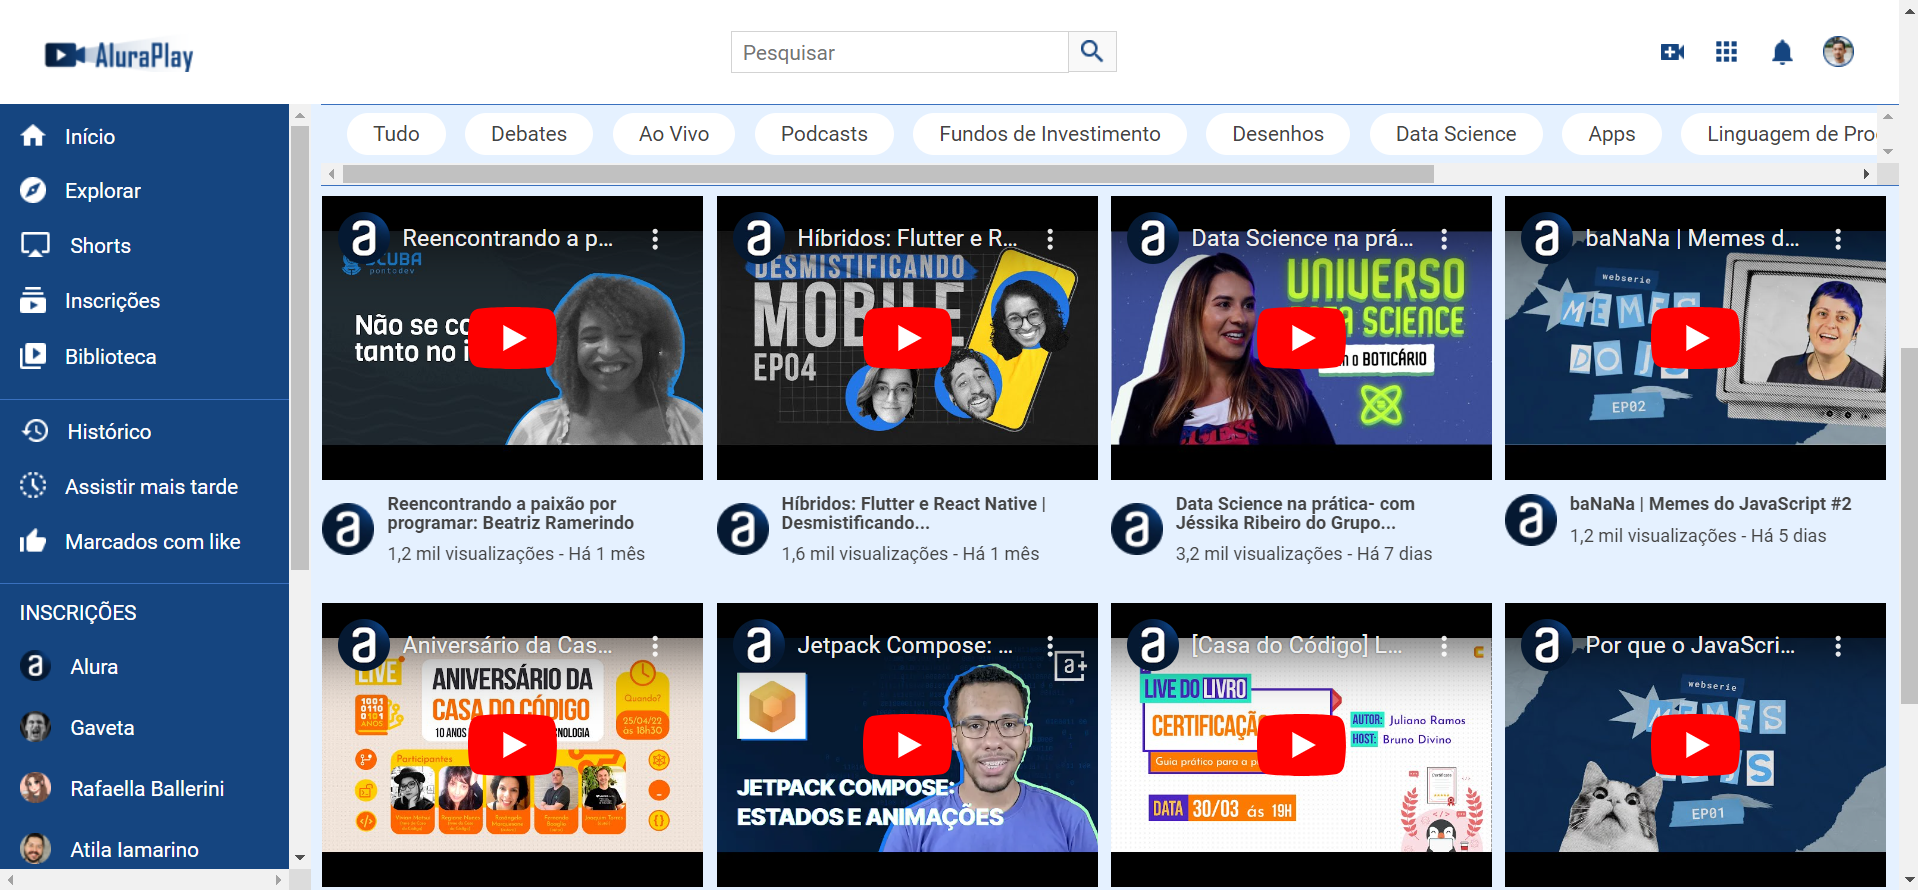 AluraPlay
Pesquisar
Início
Explorar
Shorts
Inscrições
Biblioteca
Histórico
Assistir mais tarde
Marcados com like
INSCRIÇÕES
Alura
Gaveta
Rafaella Ballerini
Atila Iamarino
Tudo
Debates
Ao Vivo
Podcasts
Fundos de Investimento
Desenhos
Data Science
Apps
Linguagem de Pro
a
Reencontrando a p...
pontodev
Não se co
tanto no i
a
Reencontrando a paixão por
programar: Beatriz Ramerindo
1,2 mil visualizações - Há 1 mês
a
Híbridos: Flutter e R...
DESMISTIFICANDO
MOBILE
EP04
a
Híbridos: Flutter e React Native |
Desmistificando...
1,6 mil visualizações - Há 1 mês
a
Data Science na prá...
UNIVERSO
SCIENCE
o BOTICÁRIO
a
Data Science na prática- com
Jéssika Ribeiro do Grupo...
3,2 mil visualizações - Há 7 dias
a
baNaNa | Memes d...
webserie
MEMES
DO JS
EP02
a
baNaNa | Memes do JavaScript #2
1,2 mil visualizações - Há 5 dias
a
Aniversário da Cas...
LIVE
ANIVERSÁRIO DA
CASA DO CÓDIGO
10 ANOS
Quando?
25/04/22
às 18h30
Participantes:
a
Jetpack Compose: ...
a+
JETPACK COMPOSE:
ESTADOS E ANIMAÇÕES
a
[Casa do Código] L...
LIVE DO LIVRO
CERTIFICAÇÃ
Guia prático para a p
AUTOR: Juliano Ramos
HOST: Bruno Divino
DATA 30/03 às 19H
a
Por que o JavaScri...
webserie
MEMES
EP01